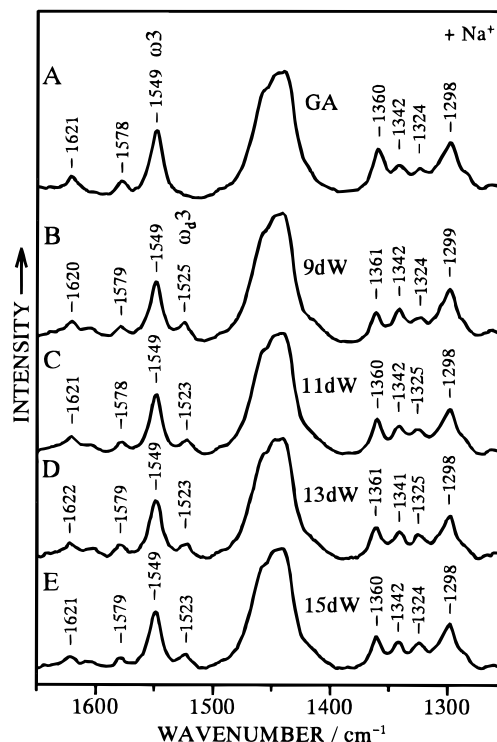 + Na⁺
A
−1621
−1578
−1549 ω3
GA
−1360
−1342
−1324
−1298
B
−1620
−1579
−1549
−1525 ω_d3
9dW
−1361
−1342
−1324
−1299
C
−1621
−1578
−1549
−1523
11dW
−1360
−1342
−1325
−1298
D
−1622
−1579
−1549
−1523
13dW
−1361
−1341
−1325
−1298
E
−1621
−1579
−1549
−1523
15dW
−1360
−1342
−1324
−1298
INTENSITY →
1600 1500 1400 1300
WAVENUMBER / cm⁻¹